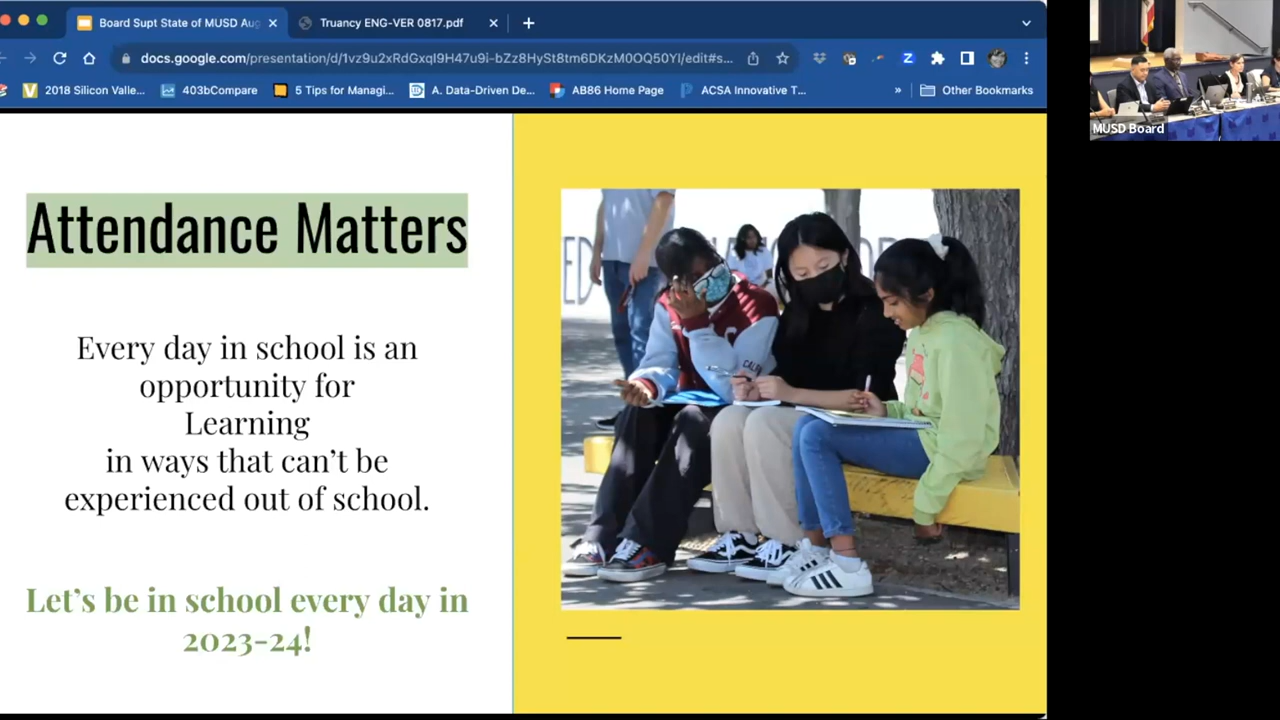 Board Supt State of MUSD Aug
Truancy ENG-VER 0817.pdf
docs.google.com/presentation/d/1vz9u2xRdGxqI9H47u9i-bZz8HySt8tm6DKzM0OQ50YI/edit#s...
2018 Silicon Valle...
403bCompare
5 Tips for Managi...
A. Data-Driven De...
AB86 Home Page
ACSA Innovative T...
»
Other Bookmarks
MUSD Board
Attendance Matters
Every day in school is an
opportunity for
Learning
in ways that can't be
experienced out of school.
Let's be in school every day in
2023-24!